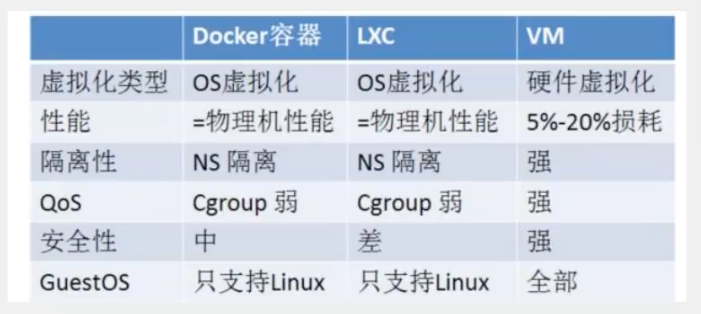 Docker容器 LXC VM
虚拟化类型 OS虚拟化 OS虚拟化 硬件虚拟化
性能 =物理机性能 =物理机性能 5%-20%损耗
隔离性 NS 隔离 NS 隔离 强
QoS Cgroup 弱 Cgroup 弱 强
安全性 中 差 强
GuestOS 只支持Linux 只支持Linux 全部